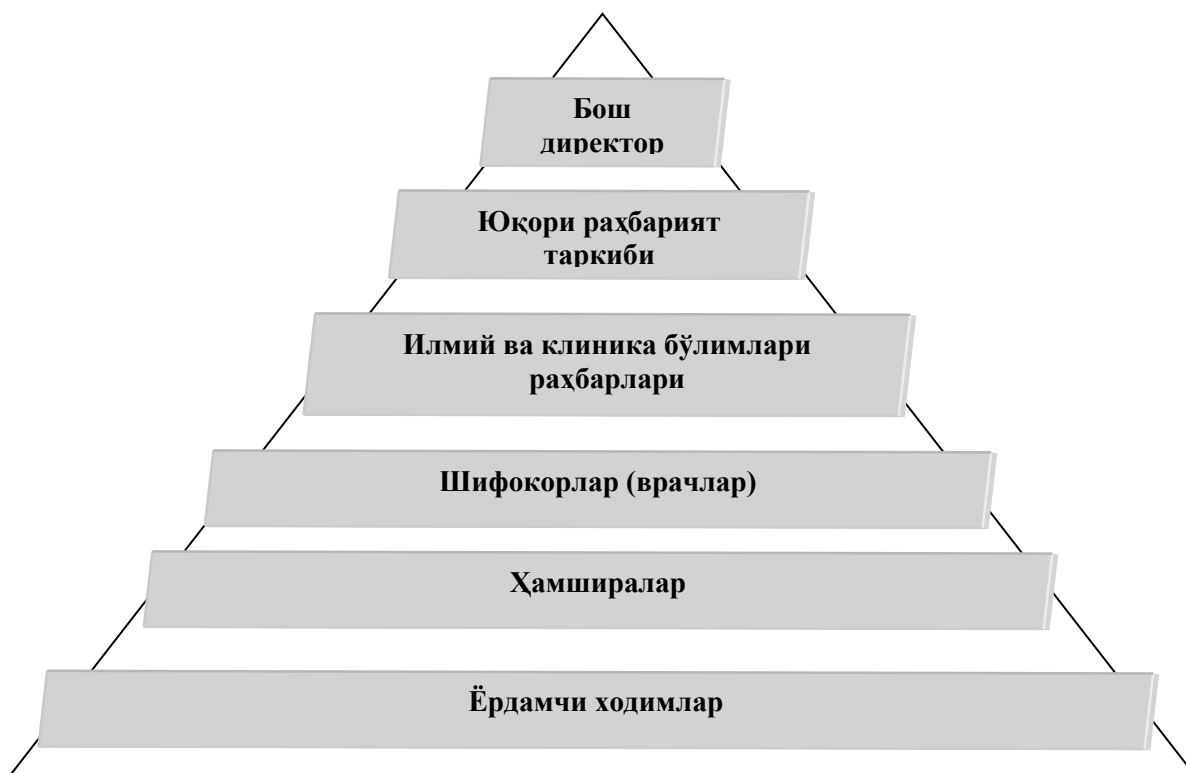 Бош
директор
Юқори раҳбарият
таркиби
Илмий ва клиника бўлимлари
раҳбарлари
Шифокорлар (врачлар)
Ҳамширалар
Ёрдамчи ходимлар